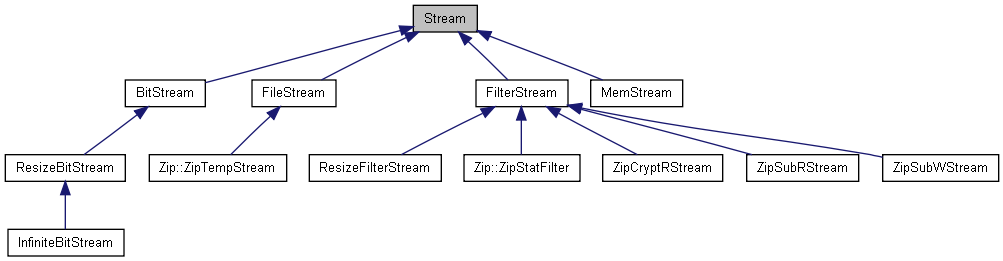 Stream
BitStream
FileStream
FilterStream
MemStream
ResizeBitStream
Zip::ZipTempStream
ResizeFilterStream
Zip::ZipStatFilter
ZipCryptRStream
ZipSubRStream
ZipSubWStream
InfiniteBitStream